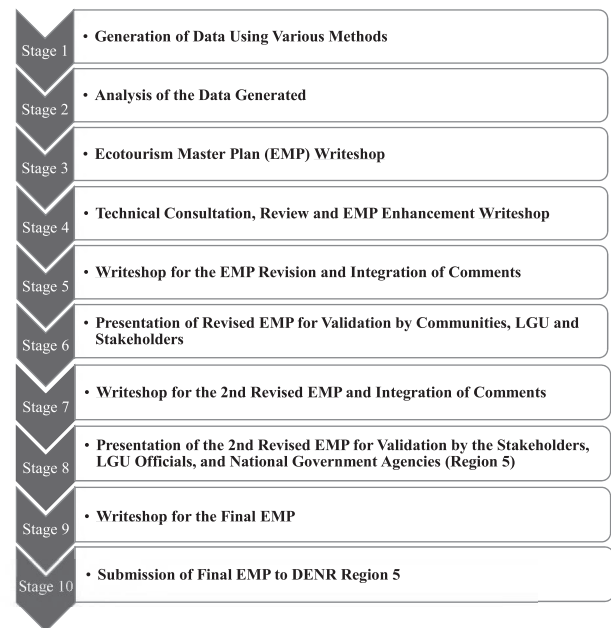 Stage 1
• Generation of Data Using Various Methods
Stage 2
• Analysis of the Data Generated
Stage 3
• Ecotourism Master Plan (EMP) Writeshop
Stage 4
• Technical Consultation, Review and EMP Enhancement Writeshop
Stage 5
• Writeshop for the EMP Revision and Integration of Comments
Stage 6
• Presentation of Revised EMP for Validation by Communities, LGU and
Stakeholders
Stage 7
• Writeshop for the 2nd Revised EMP and Integration of Comments
Stage 8
• Presentation of the 2nd Revised EMP for Validation by the Stakeholders,
LGU Officials, and National Government Agencies (Region 5)
Stage 9
• Writeshop for the Final EMP
Stage 10
• Submission of Final EMP to DENR Region 5